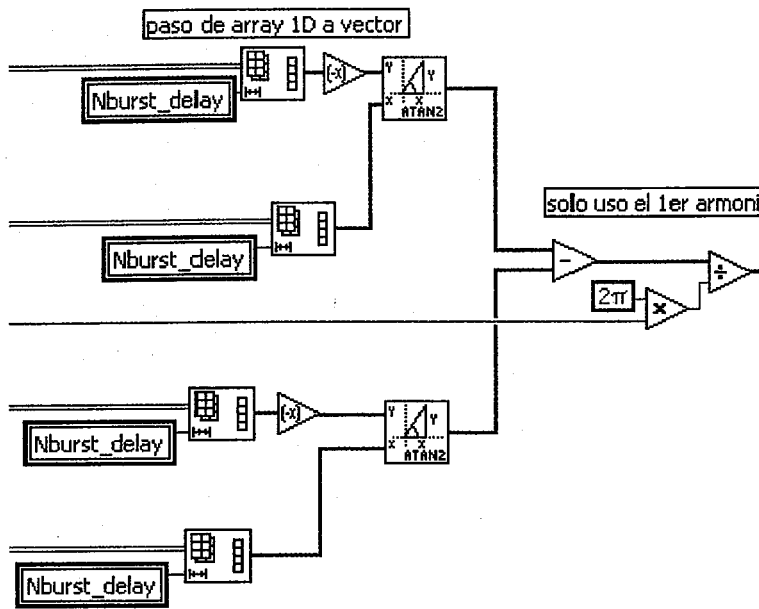 paso de array 1D a vector
Nburst_delay
(-x)
Y
Y
X
X
ATAN2
Nburst_delay
solo uso el 1er armoni
-
÷
2π
×
Nburst_delay
(-x)
Y
Y
X
X
ATAN2
Nburst_delay